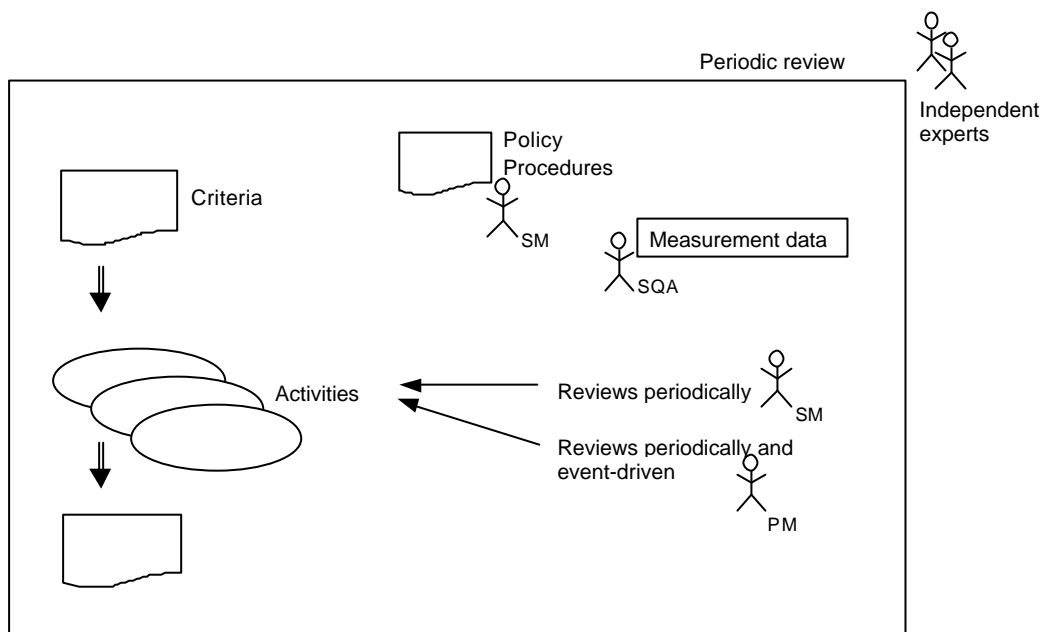 Periodic review
Independent
experts
Policy
Procedures
Criteria
SM
Measurement data
SQA
Activities
Reviews periodically
SM
Reviews periodically and
event-driven
PM